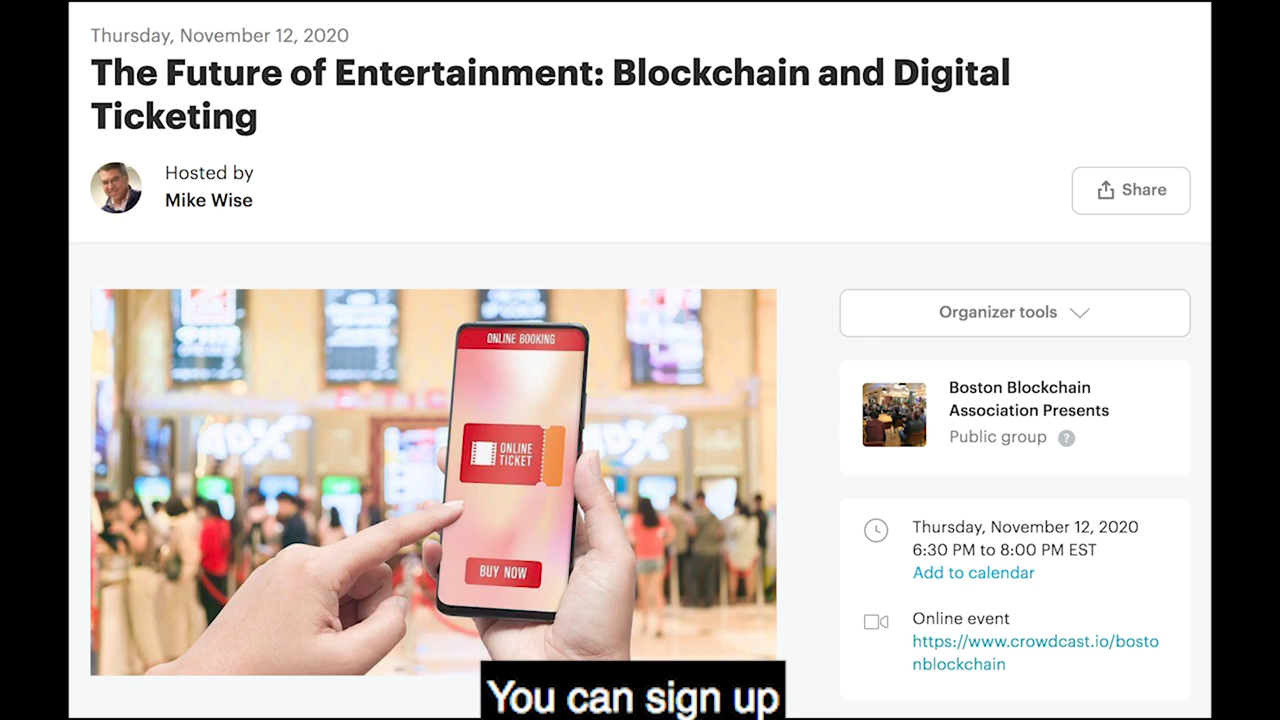 Thursday, November 12, 2020
The Future of Entertainment: Blockchain and Digital
Ticketing
Hosted by
Mike Wise
Share
ONLINE BOOKING
ONLINE
TICKET
BUY NOW
Organizer tools
Boston Blockchain
Association Presents
Public group ?
Thursday, November 12, 2020
6:30 PM to 8:00 PM EST
Add to calendar
Online event
https://www.crowdcast.io/bosto
nblockchain
You can sign up